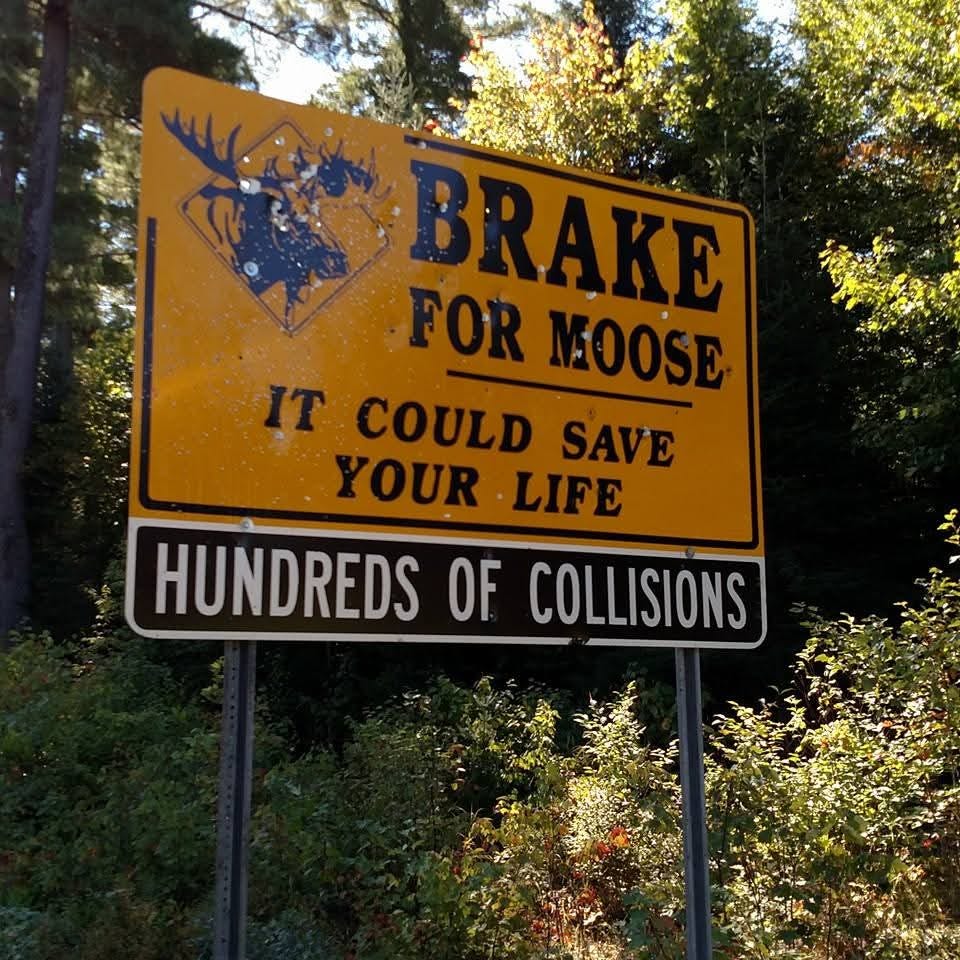 BRAKE
FOR MOOSE
IT COULD SAVE
YOUR LIFE
HUNDREDS OF COLLISIONS